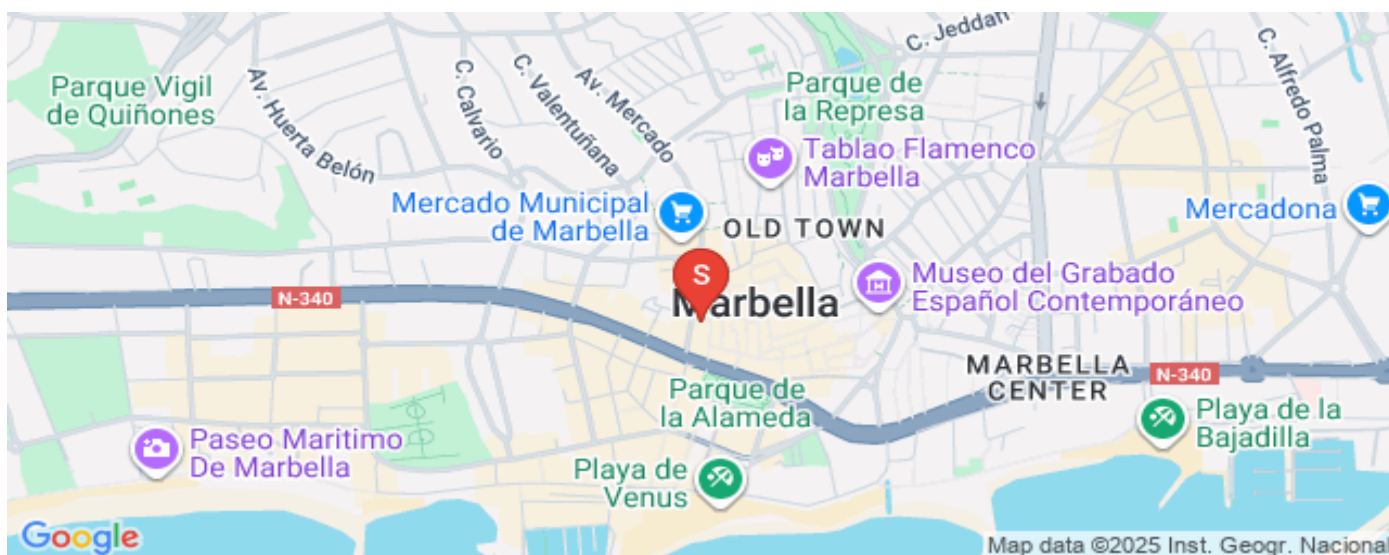 C. Jeddah
Parque Vigil
de Quiñones
Av. Huerta Belón
C. Calvario
C. Valentuñana
Av. Mercado
Parque de
la Represa
C. Alfredo Palma
Tablao Flamenco
Marbella
Mercado Municipal
de Marbella
OLD TOWN
Mercadona
S
Marbella
Museo del Grabado
Español Contemporáneo
N-340
MARBELLA
CENTER
N-340
Parque de
la Alameda
Playa de la
Bajadilla
Paseo Maritimo
De Marbella
Playa de
Venus
Google
Map data ©2025 Inst. Geogr. Nacional